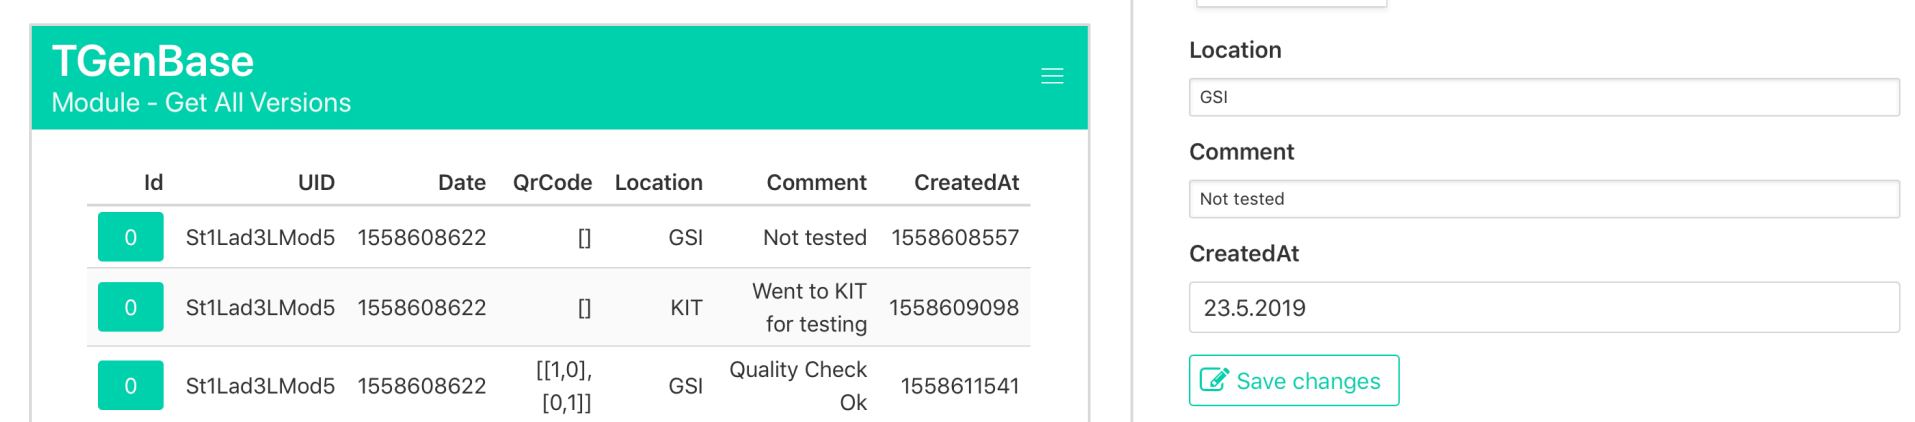 TGenBase
Module - Get All Versions
Id UID Date QrCode Location Comment CreatedAt
0 St1Lad3LMod5 1558608622 [] GSI Not tested 1558608557
0 St1Lad3LMod5 1558608622 [] KIT Went to KIT for testing 1558609098
0 St1Lad3LMod5 1558608622 [[1,0], [0,1]] GSI Quality Check Ok 1558611541
Location
GSI
Comment
Not tested
CreatedAt
23.5.2019
Save changes